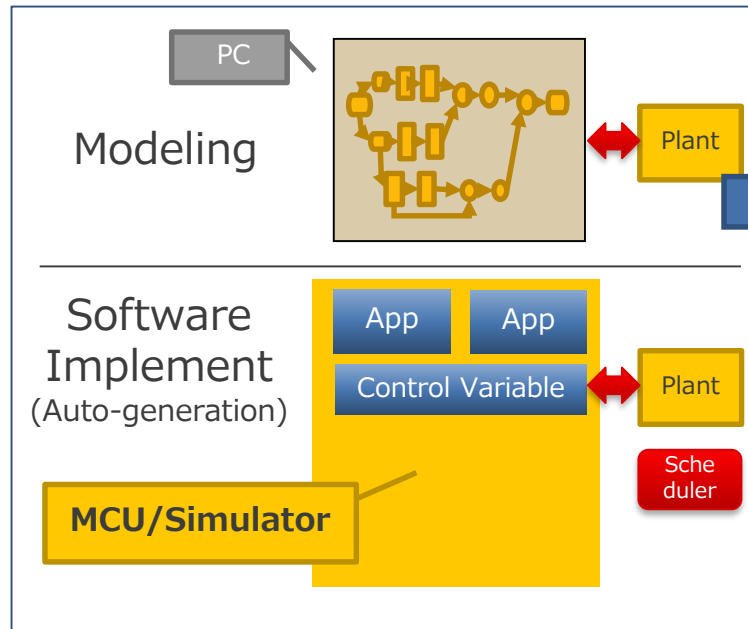 PC
Modeling
Plant
Software
Implement
(Auto-generation)
App
App
Control Variable
Plant
Sche
duler
MCU/Simulator